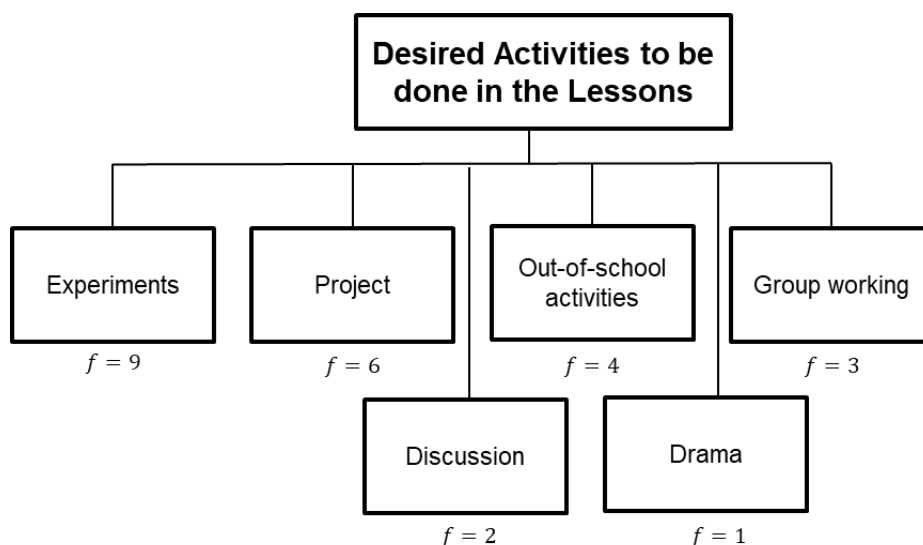 Desired Activities to be
done in the Lessons
Experiments
f = 9
Project
f = 6
Out-of-school
activities
f = 4
Group working
f = 3
Discussion
f = 2
Drama
f = 1